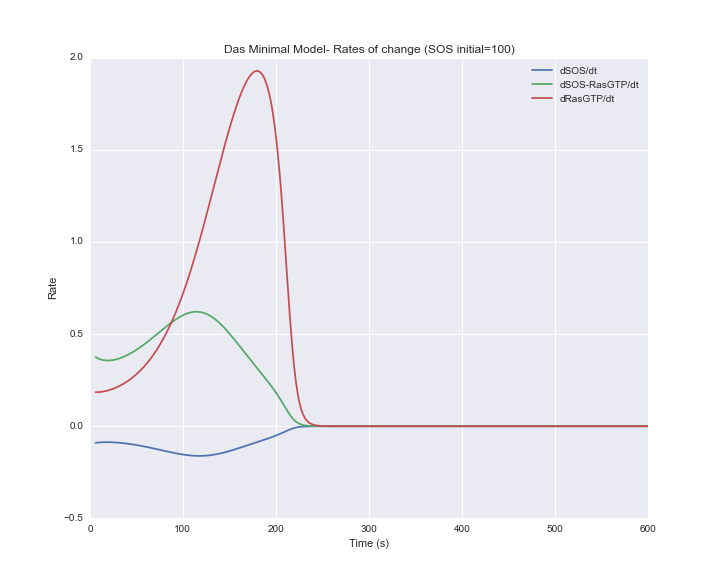 Das Minimal Model- Rates of change (SOS initial=100)
2.0
1.5
1.0
0.5
0.0
−0.5
Rate
dSOS/dt
dSOS-RasGTP/dt
dRasGTP/dt
0 100 200 300 400 500 600
Time (s)